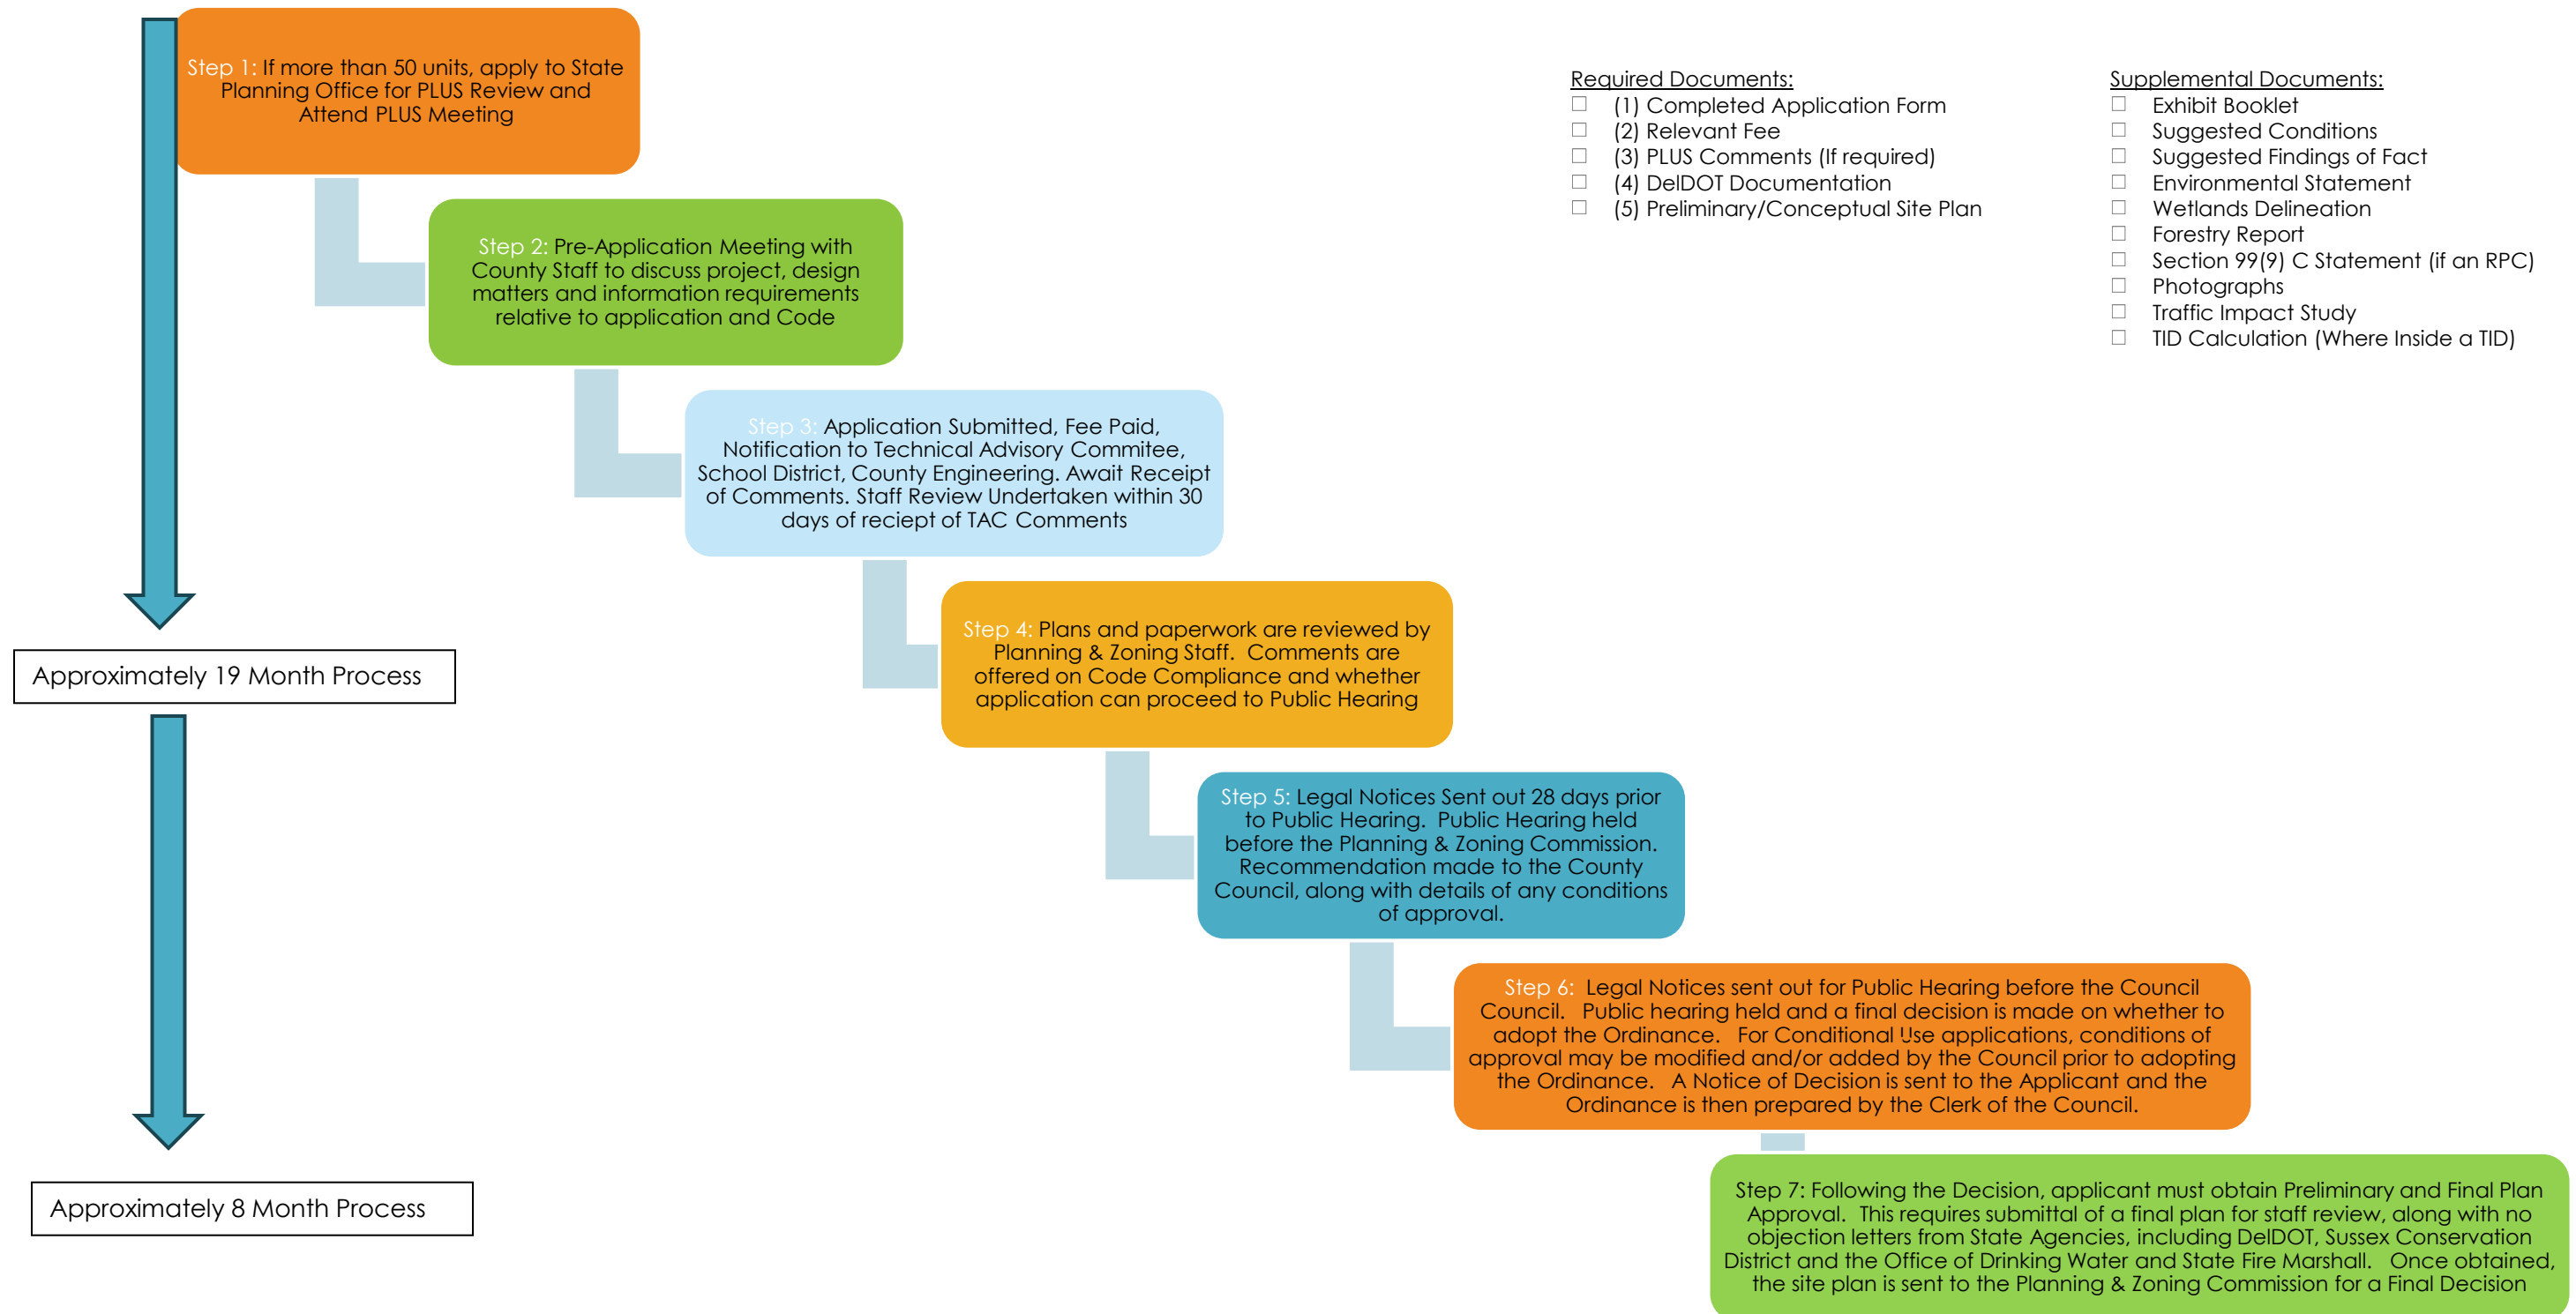 Step 1: If more than 50 units, apply to State
Planning Office for PLUS Review and
Attend PLUS Meeting
Required Documents:
(1) Completed Application Form
(2) Relevant Fee
(3) PLUS Comments (If required)
(4) DelDOT Documentation
(5) Preliminary/Conceptual Site Plan
Supplemental Documents:
Exhibit Booklet
Suggested Conditions
Suggested Findings of Fact
Environmental Statement
Wetlands Delineation
Forestry Report
Section 99(9) C Statement (if an RPC)
Photographs
Traffic Impact Study
TID Calculation (Where Inside a TID)
Step 2: Pre-Application Meeting with
County Staff to discuss project, design
matters and information requirements
relative to application and Code
Step 3: Application Submitted, Fee Paid,
Notification to Technical Advisory Commitee,
School District, County Engineering. Await Receipt
of Comments. Staff Review Undertaken within 30
days of reciept of TAC Comments
Step 4: Plans and paperwork are reviewed by
Planning & Zoning Staff. Comments are
offered on Code Compliance and whether
application can proceed to Public Hearing
Approximately 19 Month Process
Step 5: Legal Notices Sent out 28 days prior
to Public Hearing. Public Hearing held
before the Planning & Zoning Commission.
Recommendation made to the County
Council, along with details of any conditions
of approval.
Step 6: Legal Notices sent out for Public Hearing before the Council
Council. Public hearing held and a final decision is made on whether to
adopt the Ordinance. For Conditional Use applications, conditions of
approval may be modified and/or added by the Council prior to adopting
the Ordinance. A Notice of Decision is sent to the Applicant and the
Ordinance is then prepared by the Clerk of the Council.
Approximately 8 Month Process
Step 7: Following the Decision, applicant must obtain Preliminary and Final Plan
Approval. This requires submittal of a final plan for staff review, along with no
objection letters from State Agencies, including DelDOT, Sussex Conservation
District and the Office of Drinking Water and State Fire Marshall. Once obtained,
the site plan is sent to the Planning & Zoning Commission for a Final Decision